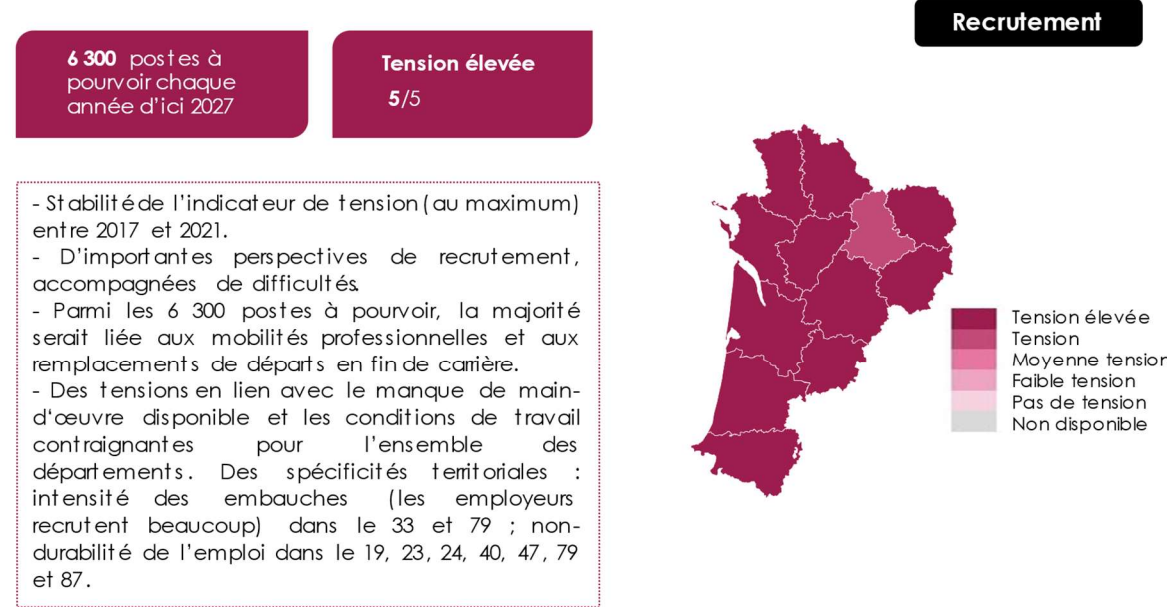 Recrutement
6 300 postes à
pourvoir chaque
année d’ici 2027
Tension élevée
5/5
- Stabilité de l’indicateur de tension (au maximum)
entre 2017 et 2021.
- D’importantes perspectives de recrutement,
accompagnées de difficultés.
- Parmi les 6 300 postes à pourvoir, la majorité
serait liée aux mobilités professionnelles et aux
remplacements de départs en fin de carrière.
- Des tensions en lien avec le manque de main-
d‘œuvre disponible et les conditions de travail
contraignantes pour l’ensemble des
départements. Des spécificités territoriales :
intensité des embauches (les employeurs
recrutent beaucoup) dans le 33 et 79 ; non-
durabilité de l’emploi dans le 19, 23, 24, 40, 47, 79
et 87.
Tension élevée
Tension
Moyenne tension
Faible tension
Pas de tension
Non disponible